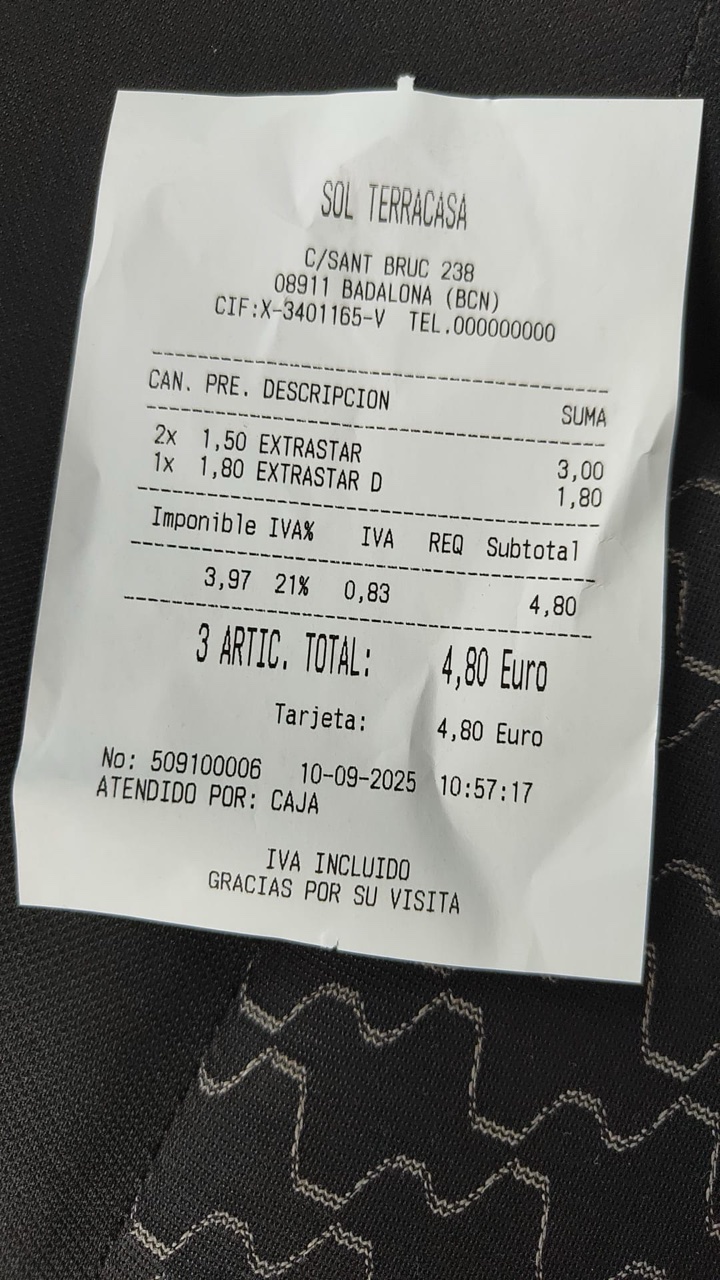 SOL TERRACASA
C/SANT BRUC 238
08911 BADALONA (BCN)
CIF:X-3401165-V TEL.000000000
CAN. PRE. DESCRIPCION SUMA
2x 1,50 EXTRASTAR 3,00
1x 1,80 EXTRASTAR D 1,80
Imponible IVA% IVA REQ Subtotal
3,97 21% 0,83 4,80
3 ARTIC. TOTAL: 4,80 Euro
Tarjeta: 4,80 Euro
No: 509100006 10-09-2025 10:57:17
ATENDIDO POR: CAJA
IVA INCLUIDO
GRACIAS POR SU VISITA